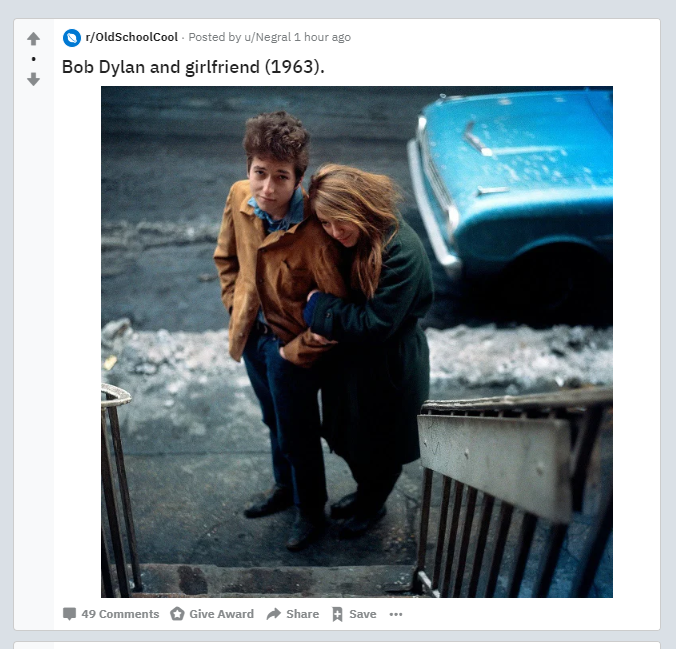 r/OldSchoolCool · Posted by u/Negral 1 hour ago
Bob Dylan and girlfriend (1963).
49 Comments Give Award Share Save